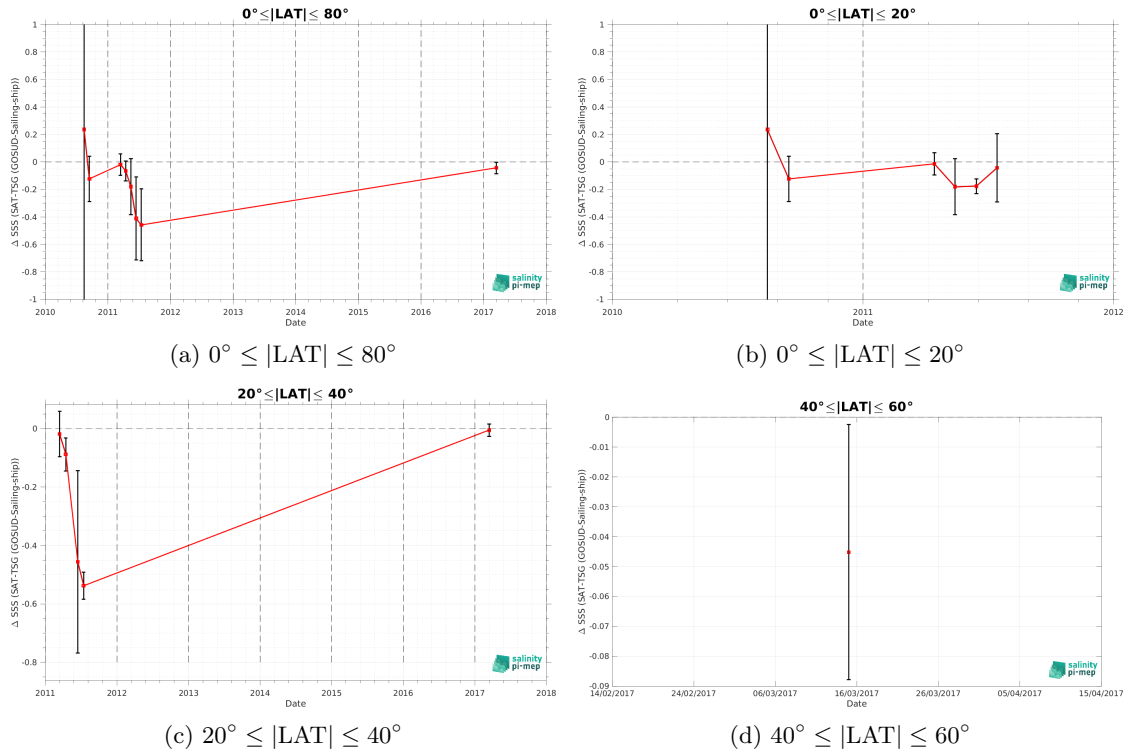 0°≤|LAT|≤ 80°
1
0.8
0.6
0.4
0.2
0
-0.2
-0.4
-0.6
-0.8
-1
Δ SSS (SAT-TSG (GOSUD-Sailing-ship))
2010 2011 2012 2013 2014 2015 2016 2017 2018
Date
salinity
pi-mep
(a) 0° ≤ |LAT| ≤ 80°
0°≤|LAT|≤ 20°
1
0.8
0.6
0.4
0.2
0
-0.2
-0.4
-0.6
-0.8
-1
Δ SSS (SAT-TSG (GOSUD-Sailing-ship))
2010 2011 2012
Date
salinity
pi-mep
(b) 0° ≤ |LAT| ≤ 20°
20°≤|LAT|≤ 40°
0
-0.2
-0.4
-0.6
-0.8
Δ SSS (SAT-TSG (GOSUD-Sailing-ship))
2011 2012 2013 2014 2015 2016 2017 2018
Date
salinity
pi-mep
(c) 20° ≤ |LAT| ≤ 40°
40°≤|LAT|≤ 60°
0
-0.01
-0.02
-0.03
-0.04
-0.05
-0.06
-0.07
-0.08
-0.09
Δ SSS (SAT-TSG (GOSUD-Sailing-ship))
14/02/2017 24/02/2017 06/03/2017 16/03/2017 26/03/2017 05/04/2017 15/04/2017
Date
salinity
pi-mep
(d) 40° ≤ |LAT| ≤ 60°